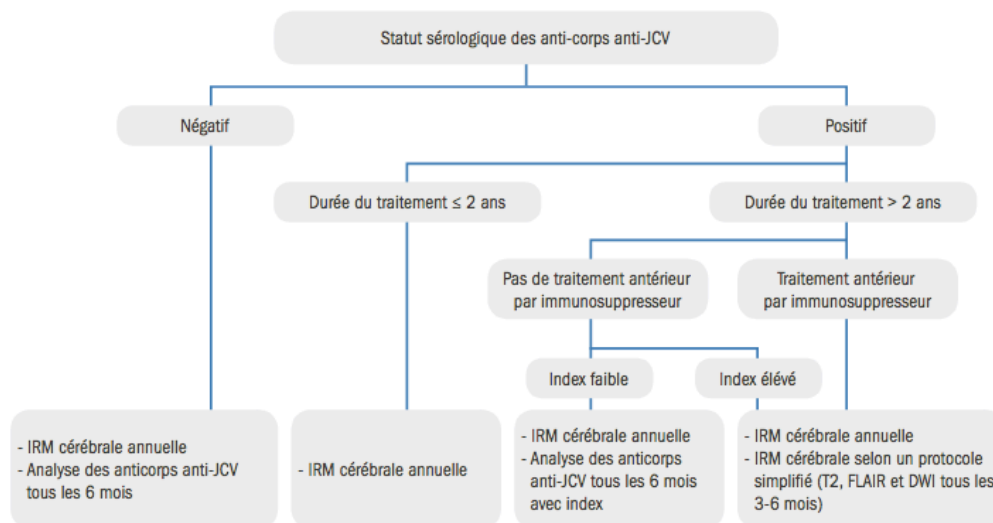 Statut sérologique des anti-corps anti-JCV
Négatif
Positif
Durée du traitement ≤ 2 ans
Durée du traitement > 2 ans
Pas de traitement antérieur
par immunosuppresseur
Traitement antérieur
par immunosuppresseur
Index faible
Index élévé
- IRM cérébrale annuelle
- Analyse des anticorps anti-JCV
tous les 6 mois
- IRM cérébrale annuelle
- IRM cérébrale annuelle
- Analyse des anticorps
anti-JCV tous les 6 mois
avec index
- IRM cérébrale annuelle
- IRM cérébrale selon un protocole
simplifié (T2, FLAIR et DWI tous les
3-6 mois)